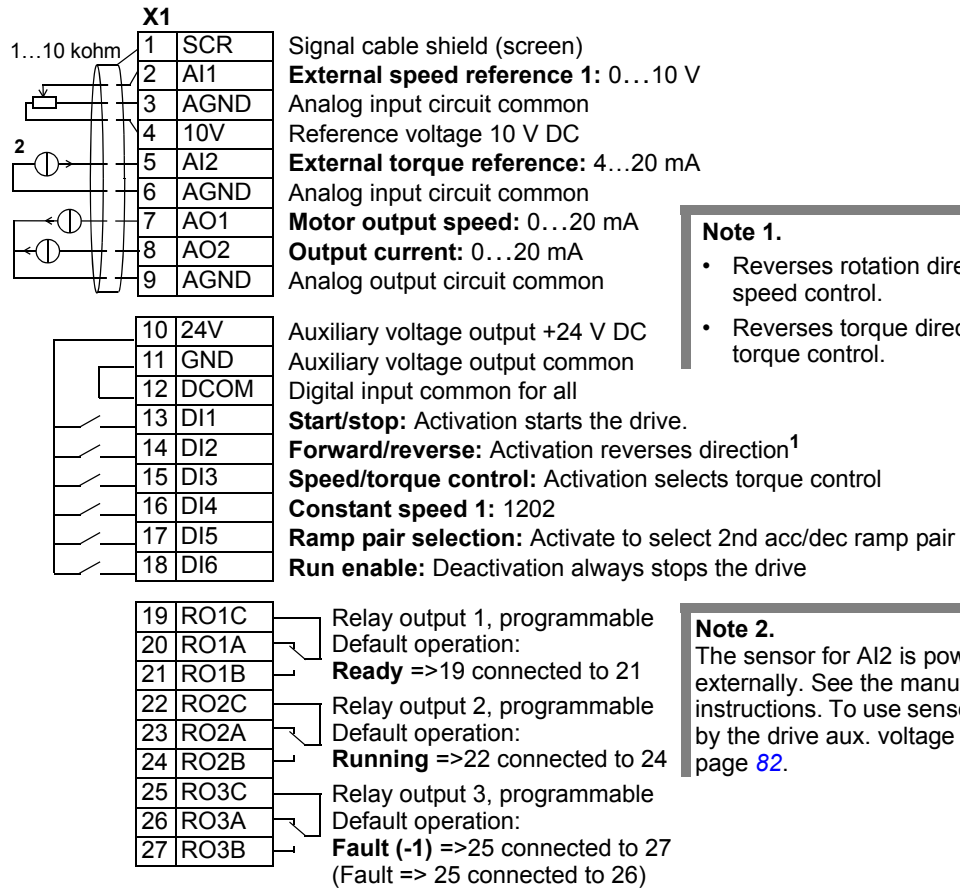 X1
1…10 kohm
1 SCR Signal cable shield (screen)
2 AI1 External speed reference 1: 0…10 V
3 AGND Analog input circuit common
4 10V Reference voltage 10 V DC
2
5 AI2 External torque reference: 4…20 mA
6 AGND Analog input circuit common
7 AO1 Motor output speed: 0…20 mA
8 AO2 Output current: 0…20 mA
9 AGND Analog output circuit common
Note 1.
• Reverses rotation
speed control.
• Reverses torque
torque control.
10 24V Auxiliary voltage output +24 V DC
11 GND Auxiliary voltage output common
12 DCOM Digital input common for all
13 DI1 Start/stop: Activation starts the drive.
14 DI2 Forward/reverse: Activation reverses direction1
15 DI3 Speed/torque control: Activation selects torque control
16 DI4 Constant speed 1: 1202
17 DI5 Ramp pair selection: Activate to select 2nd acc/dec ramp pair
18 DI6 Run enable: Deactivation always stops the drive
19 RO1C Relay output 1, programmable
20 RO1A Default operation:
21 RO1B Ready =>19 connected to 21
22 RO2C Relay output 2, programmable
23 RO2A Default operation:
24 RO2B Running =>22 connected to 24
25 RO3C Relay output 3, programmable
26 RO3A Default operation:
27 RO3B Fault (-1) =>25 connected to 27
(Fault => 25 connected to 26)
Note 2.
The sensor for AI2 is
externally. See the
instructions. To use
by the drive aux. voltage
page 82.